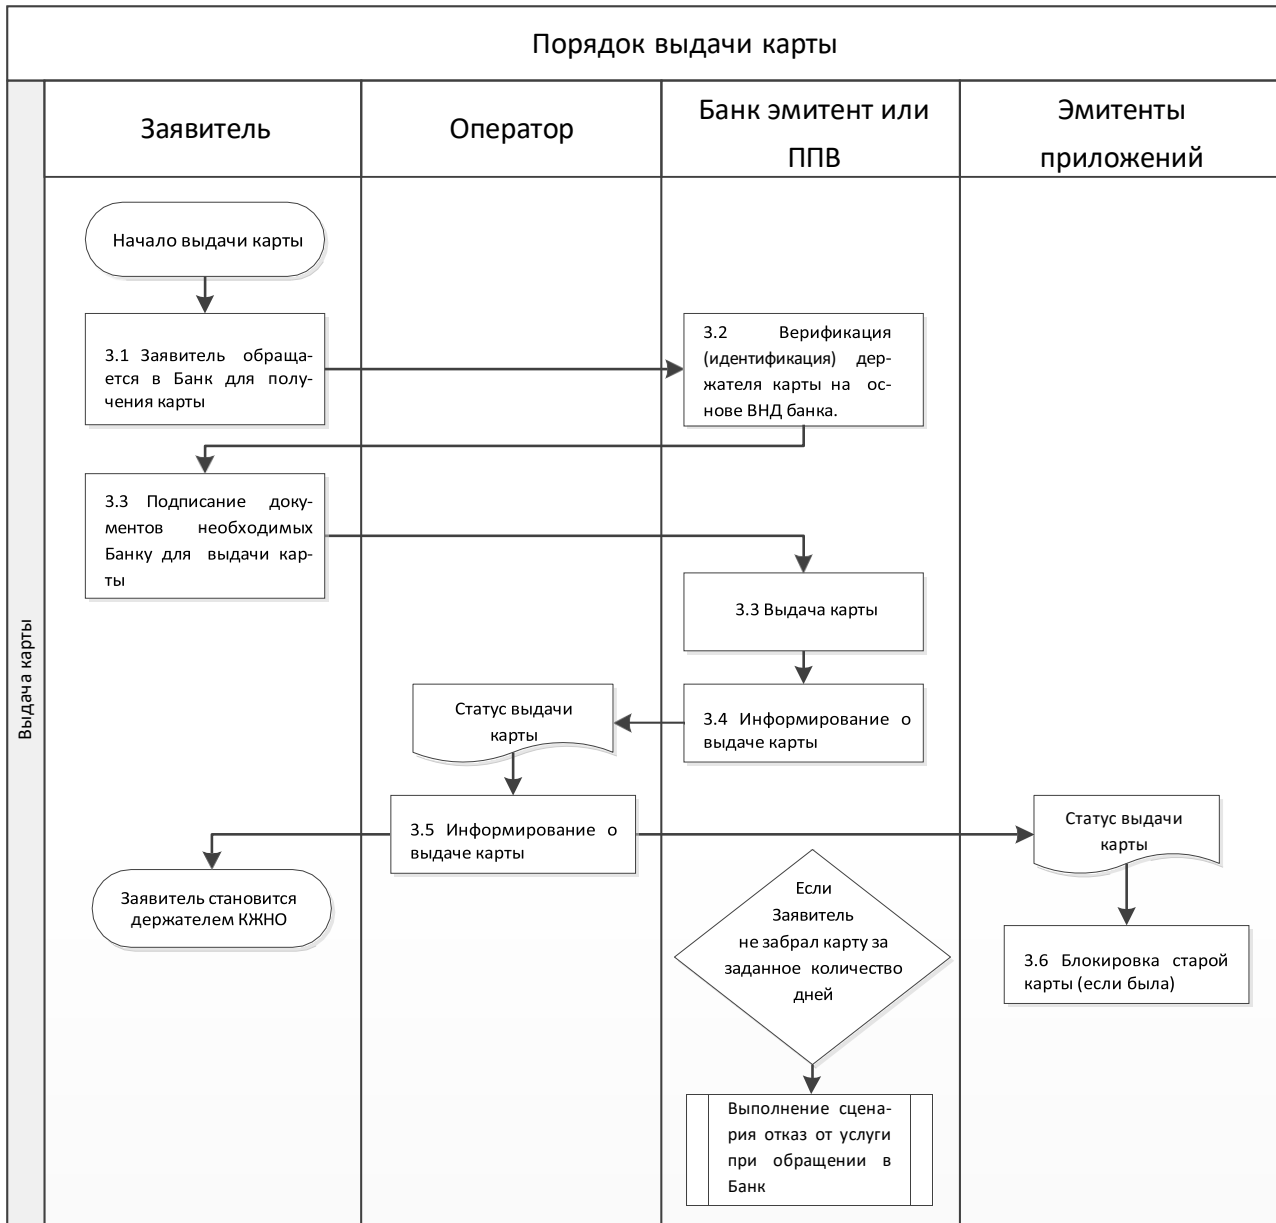 Порядок выдачи карты
Заявитель
Оператор
Банк эмитент или
ППВ
Эмитенты
приложений
Выдача карты
Начало выдачи карты
3.1 Заявитель обраща-
ется в Банк для полу-
чения карты
3.2 Верификация
(идентификация) дер-
жателя карты на ос-
нове ВНД банка.
3.3 Подписание доку-
ментов необходимых
Банку для выдачи кар-
ты
3.3 Выдача карты
3.4 Информирование о
выдаче карты
Статус выдачи
карты
3.5 Информирование о
выдаче карты
Статус выдачи
карты
Заявитель становится
держателем КЖНО
Если
Заявитель
не забрал карту за
заданное количество
дней
3.6 Блокировка старой
карты (если была)
Выполнение сцена-
рия отказ от услуги
при обращении в
Банк